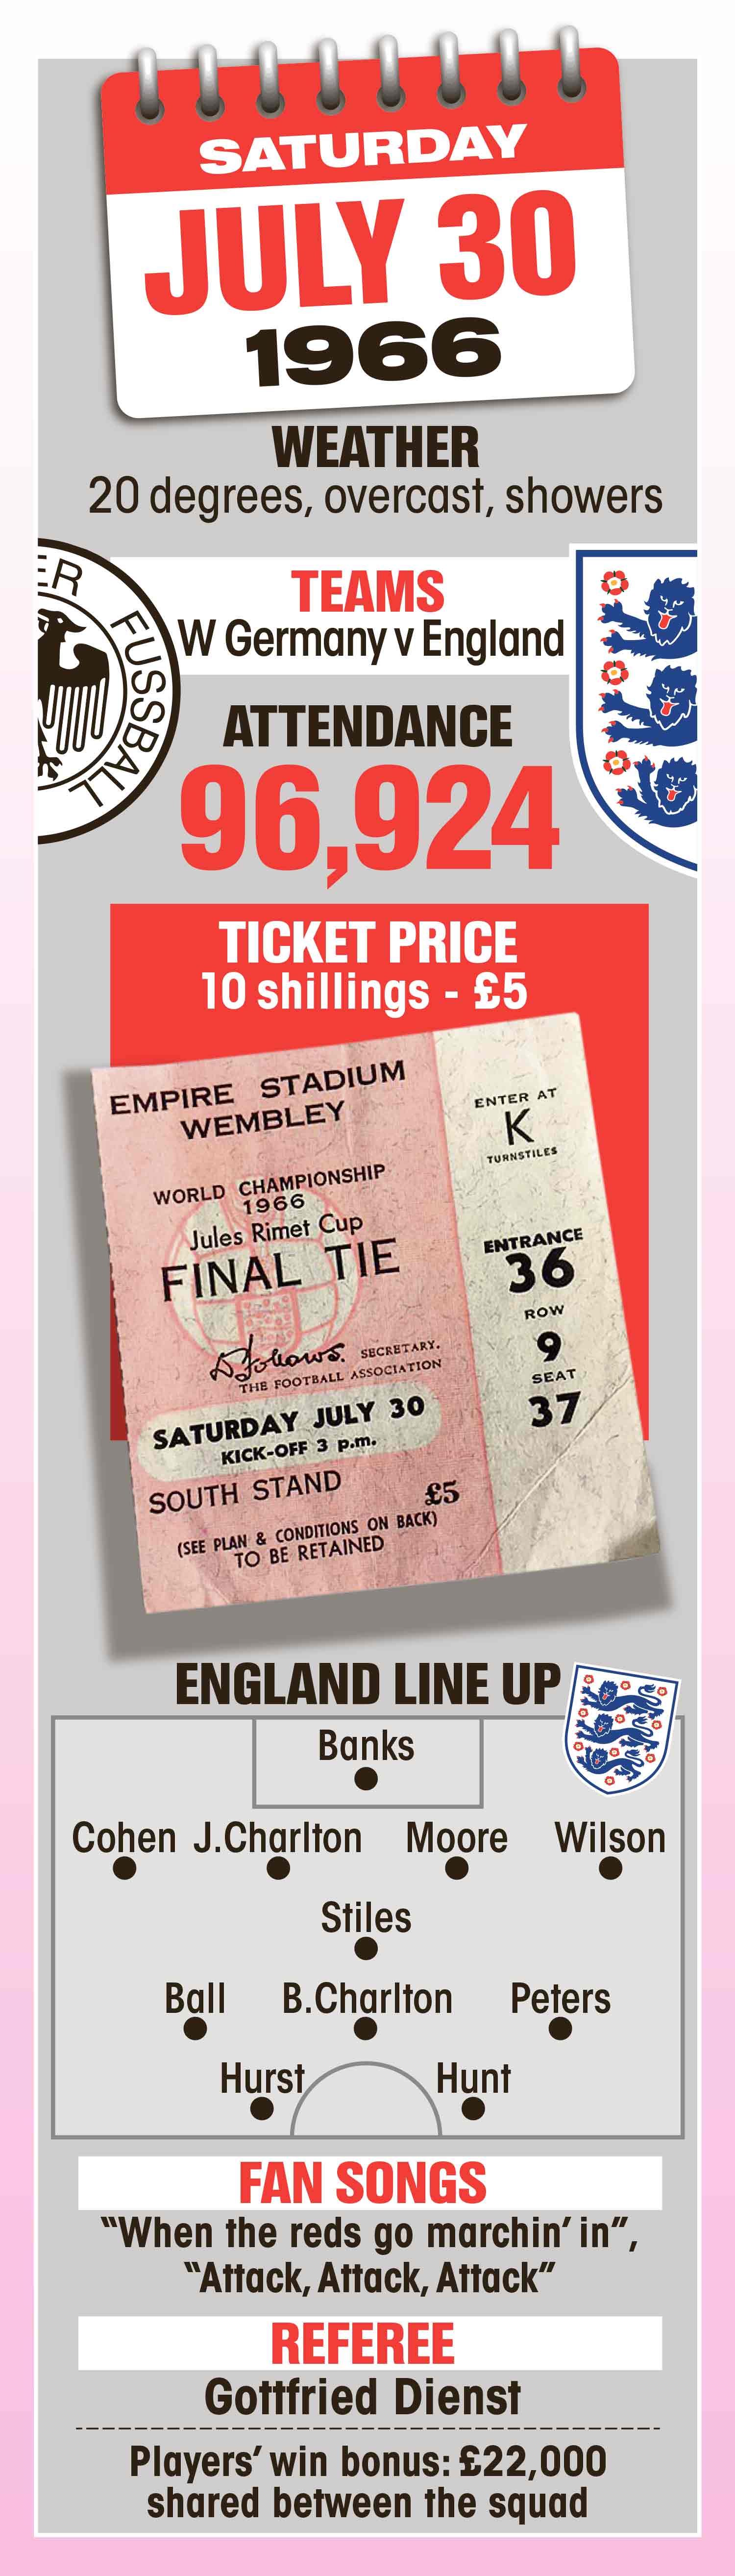 SATURDAY
JULY 30
1966
WEATHER
20 degrees, overcast, showers
ER FUSSBALL
TEAMS
W Germany v England
ATTENDANCE
96,924
TICKET PRICE
10 shillings - £5
EMPIRE STADIUM
WEMBLEY
WORLD CHAMPIONSHIP
1966
Jules Rimet Cup
FINAL TIE
SECRETARY.
THE FOOTBALL ASSOCIATION
SATURDAY JULY 30
KICK-OFF 3 p.m.
SOUTH STAND
£5
(SEE PLAN & CONDITIONS ON BACK)
TO BE RETAINED
ENTER AT
K
TURNSTILES
ENTRANCE
36
ROW
9
SEAT
37
ENGLAND LINE UP
Banks
Cohen J.Charlton Moore Wilson
Stiles
Ball B.Charlton Peters
Hurst Hunt
FAN SONGS
“When the reds go marchin’ in”,
“Attack, Attack, Attack”
REFEREE
Gottfried Dienst
Players’ win bonus: £22,000
shared between the squad